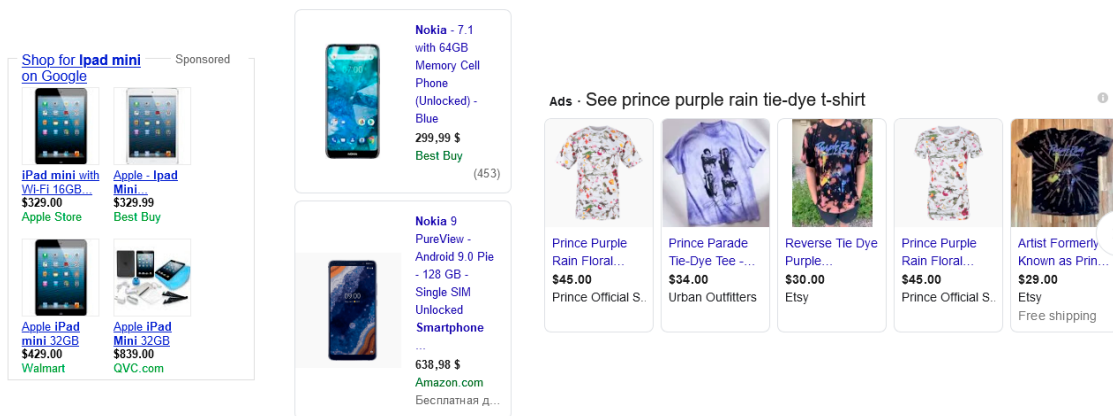 Shop for Ipad mini
on Google
Sponsored
iPad mini with
Wi-Fi 16GB...
$329.00
Apple Store
Apple - Ipad
Mini...
$329.99
Best Buy
Apple iPad
mini 32GB
$429.00
Walmart
Apple iPad
Mini 32GB
$839.00
QVC.com
Nokia - 7.1
with 64GB
Memory Cell
Phone
(Unlocked) -
Blue
299,99 $
Best Buy
(453)
Nokia 9
PureView -
Android 9.0 Pie
- 128 GB -
Single SIM
Unlocked
Smartphone
...
638,98 $
Amazon.com
Бесплатная д...
Ads · See prince purple rain tie-dye t-shirt
Prince Purple
Rain Floral...
$45.00
Prince Official S..
Prince Parade
Tie-Dye Tee -...
$34.00
Urban Outfitters
Reverse Tie Dye
Purple...
$30.00
Etsy
Prince Purple
Rain Floral...
$45.00
Prince Official S..
Artist Formerly
Known as Prin...
$29.00
Etsy
Free shipping